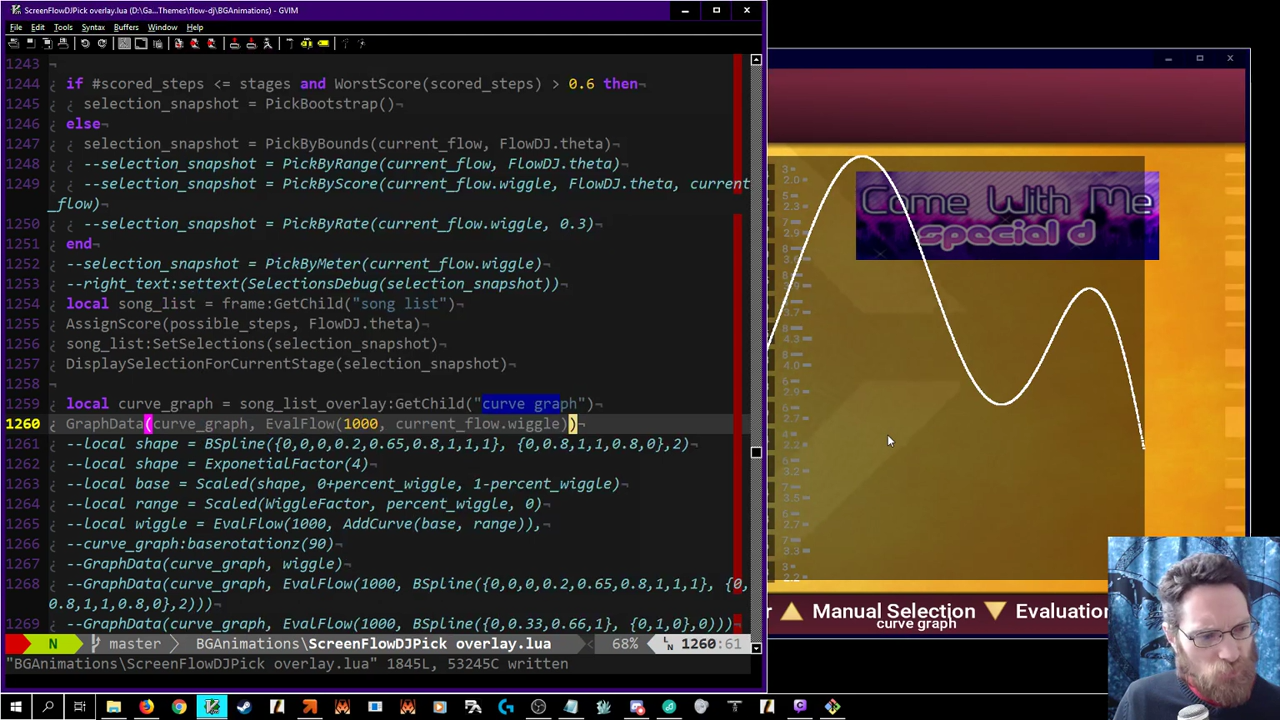 ScreenFlowDJPick overlay.lua (D:\Ga...Themes\flow-dj\BGAnimations) - GVIM
File Edit Tools Syntax Buffers Window Help
1243 ¬
1244 ¿ if #scored_steps <= stages and WorstScore(scored_steps) > 0.6 then¬
1245 ¿ ¿ selection_snapshot = PickBootstrap()¬
1246 ¿ else¬
1247 ¿ ¿ selection_snapshot = PickByBounds(current_flow, FlowDJ.theta)¬
1248 ¿ ¿ --selection_snapshot = PickByRange(current_flow, FlowDJ.theta)¬
1249 ¿ ¿ --selection_snapshot = PickByScore(current_flow.wiggle, FlowDJ.theta, current
_flow)¬
1250 ¿ ¿ --selection_snapshot = PickByRate(current_flow.wiggle, 0.3)¬
1251 ¿ end¬
1252 ¿ --selection_snapshot = PickByMeter(current_flow.wiggle)¬
1253 ¿ --right_text:settext(SelectionsDebug(selection_snapshot))¬
1254 ¿ local song_list = frame:GetChild("song list")¬
1255 ¿ AssignScore(possible_steps, FlowDJ.theta)¬
1256 ¿ song_list:SetSelections(selection_snapshot)¬
1257 ¿ DisplaySelectionForCurrentStage(selection_snapshot)¬
1258 ¬
1259 ¿ local curve_graph = song_list_overlay:GetChild("curve graph")¬
1260 ¿ GraphData(curve_graph, EvalFlow(1000, current_flow.wiggle))¬
1261 ¿ --local shape = BSpline({0,0,0,0.2,0.65,0.8,1,1,1}, {0,0.8,1,1,0.8,0},2)¬
1262 ¿ --local shape = ExponetialFactor(4)¬
1263 ¿ --local base = Scaled(shape, 0+percent_wiggle, 1-percent_wiggle)¬
1264 ¿ --local range = Scaled(WiggleFactor, percent_wiggle, 0)¬
1265 ¿ --local wiggle = EvalFlow(1000, AddCurve(base, range)),¬
1266 ¿ --curve_graph:baserotationz(90)¬
1267 ¿ --GraphData(curve_graph, wiggle)¬
1268 ¿ --GraphData(curve_graph, EvalFlow(1000, BSpline({0,0,0,0.2,0.65,0.8,1,1,1}, {0,
0.8,1,1,0.8,0},2)))¬
1269 ¿ --GraphData(curve_graph, EvalFlow(1000, BSpline({0,0.33,0.66,1}, {0,1,0},0)))¬
N master BGAnimations\ScreenFlowDJPick overlay.lua 68% LN 1260:61
"BGAnimations\ScreenFlowDJPick overlay.lua" 1845L, 53245C written
Come With Me
special d
Manual Selection Evaluation
curve graph